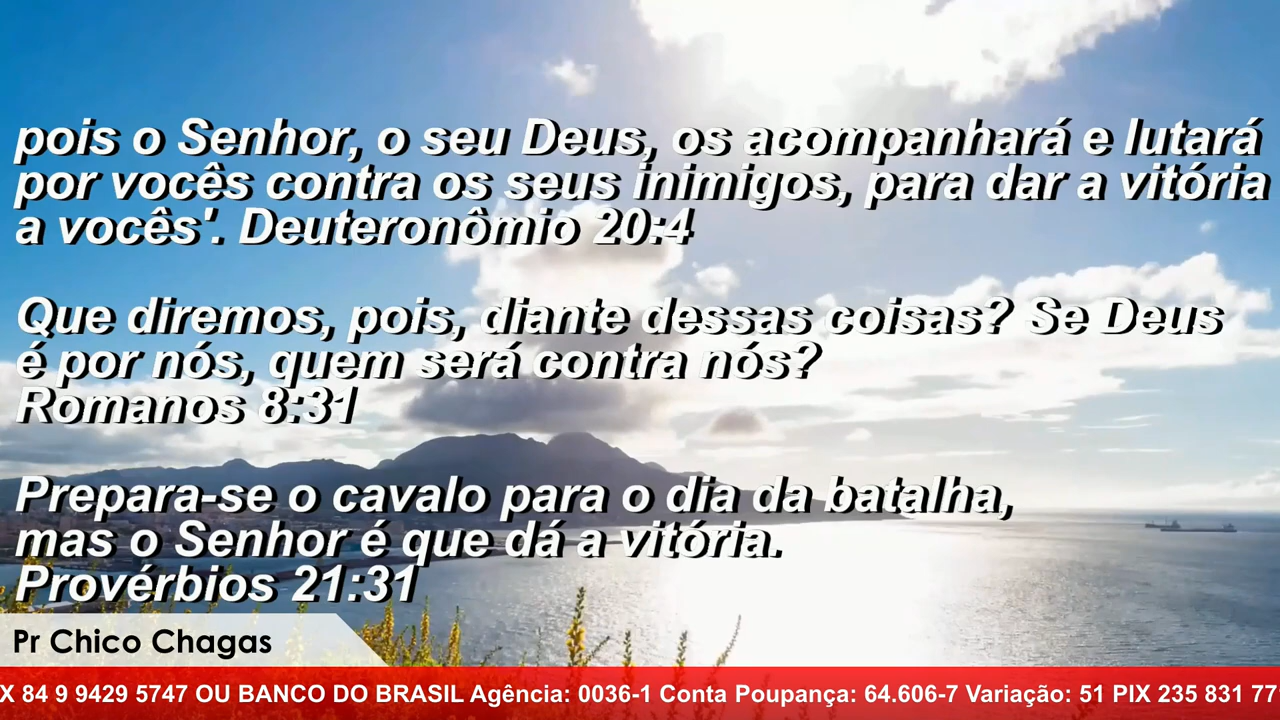 pois o Senhor, o seu Deus, os acompanhará e lutará
por vocês contra os seus inimigos, para dar a vitória
a vocês'. Deuteronômio 20:4
Que diremos, pois, diante dessas coisas? Se Deus
é por nós, quem será contra nós?
Romanos 8:31
Prepara-se o cavalo para o dia da batalha,
mas o Senhor é que dá a vitória.
Provérbios 21:31
Pr Chico Chagas
X 84 9 9429 5747 OU BANCO DO BRASIL Agência: 0036-1 Conta Poupança: 64.606-7 Variação: 51 PIX 235 831 77